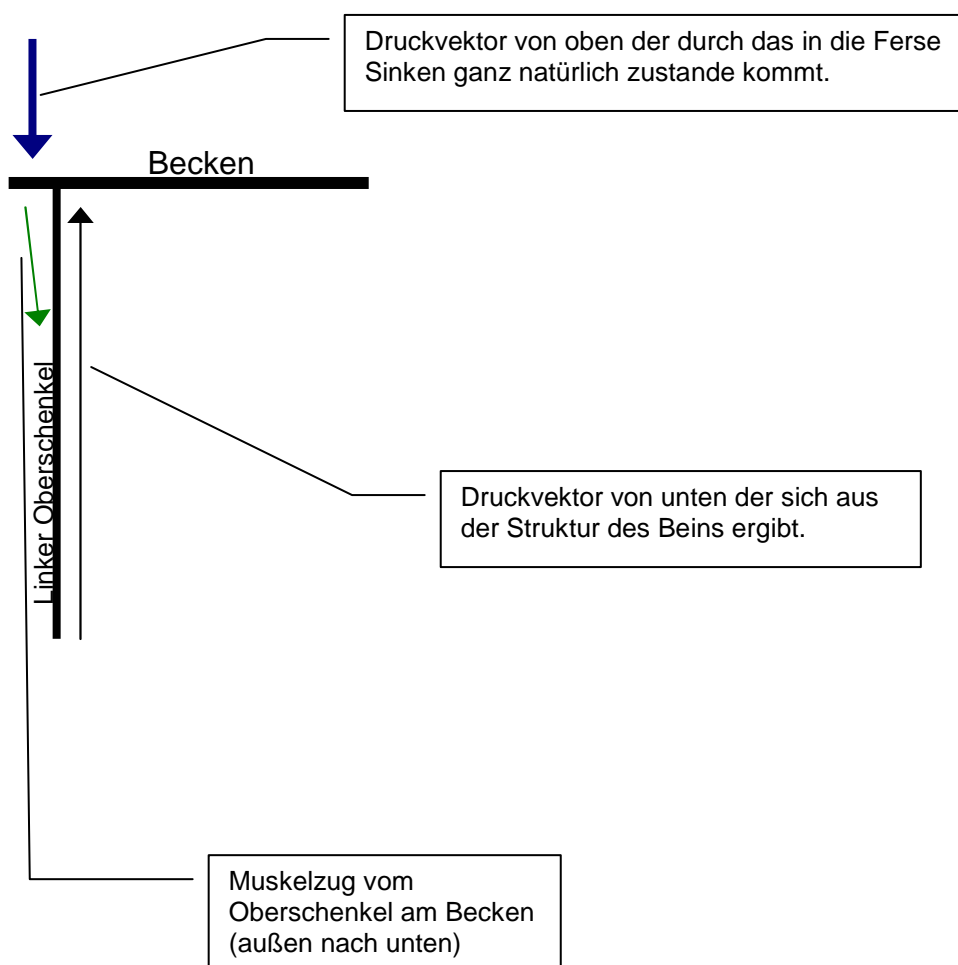 Druckvektor von oben der durch das in die Ferse
Sinken ganz natürlich zustande kommt.
Becken
Linker Oberschenkel
Druckvektor von unten der sich aus
der Struktur des Beins ergibt.
Muskelzug vom
Oberschenkel am Becken
(außen nach unten)